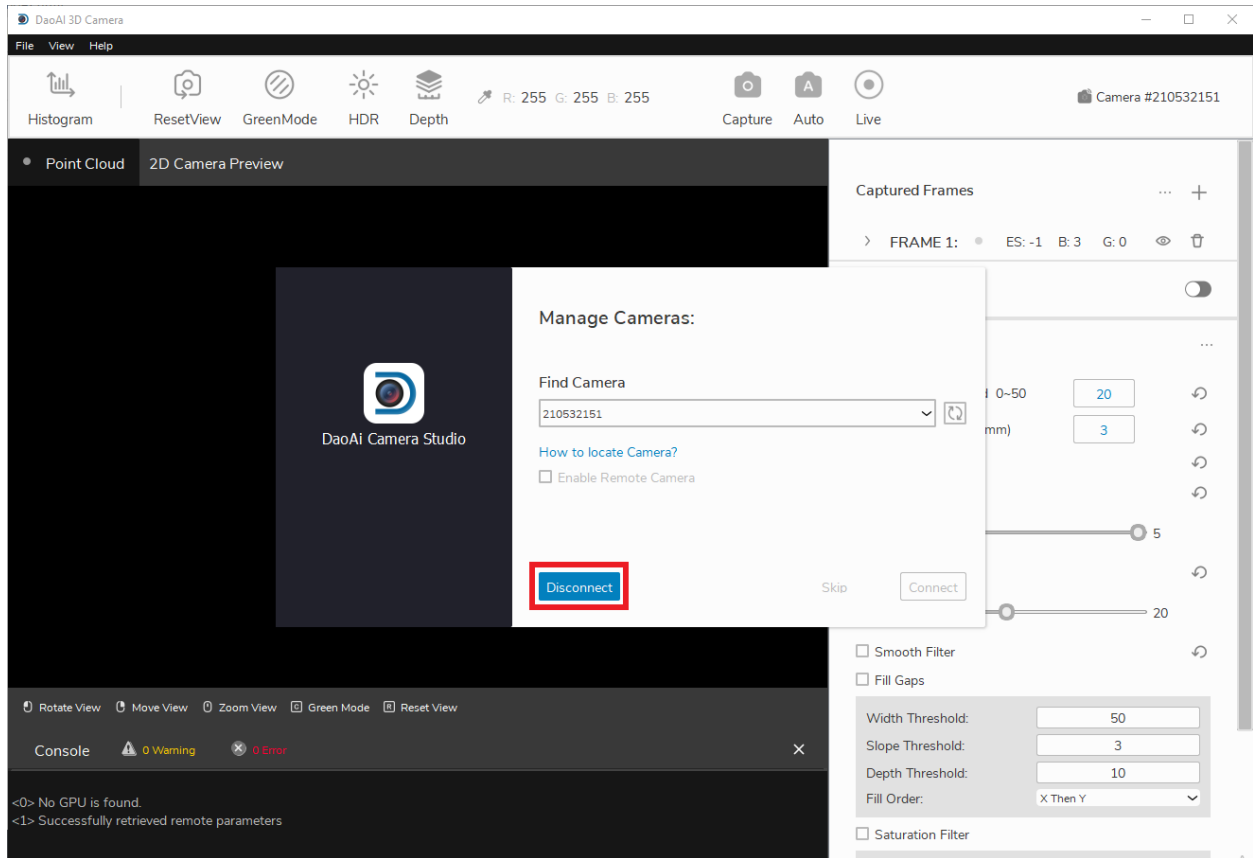 DaoAI 3D Camera
File View Help
Histogram ResetView GreenMode HDR Depth R: 255 G: 255 B: 255 Capture Auto Live Camera #210532151
Point Cloud 2D Camera Preview
Captured Frames ...
FRAME 1: ES: -1 B: 3 G: 0
Manage Cameras:
...
Find Camera
0~50 20
210532151
mm) 3
DaoAi Camera Studio
How to locate Camera?
Enable Remote Camera
5
Disconnect Skip Connect
20
Smooth Filter
Fill Gaps
Rotate View Move View Zoom View C Green Mode R Reset View
Width Threshold: 50
Console 0 Warning 0 Error
Slope Threshold: 3
Depth Threshold: 10
Fill Order: X Then Y
<0> No GPU is found.
<1> Successfully retrieved remote parameters
Saturation Filter